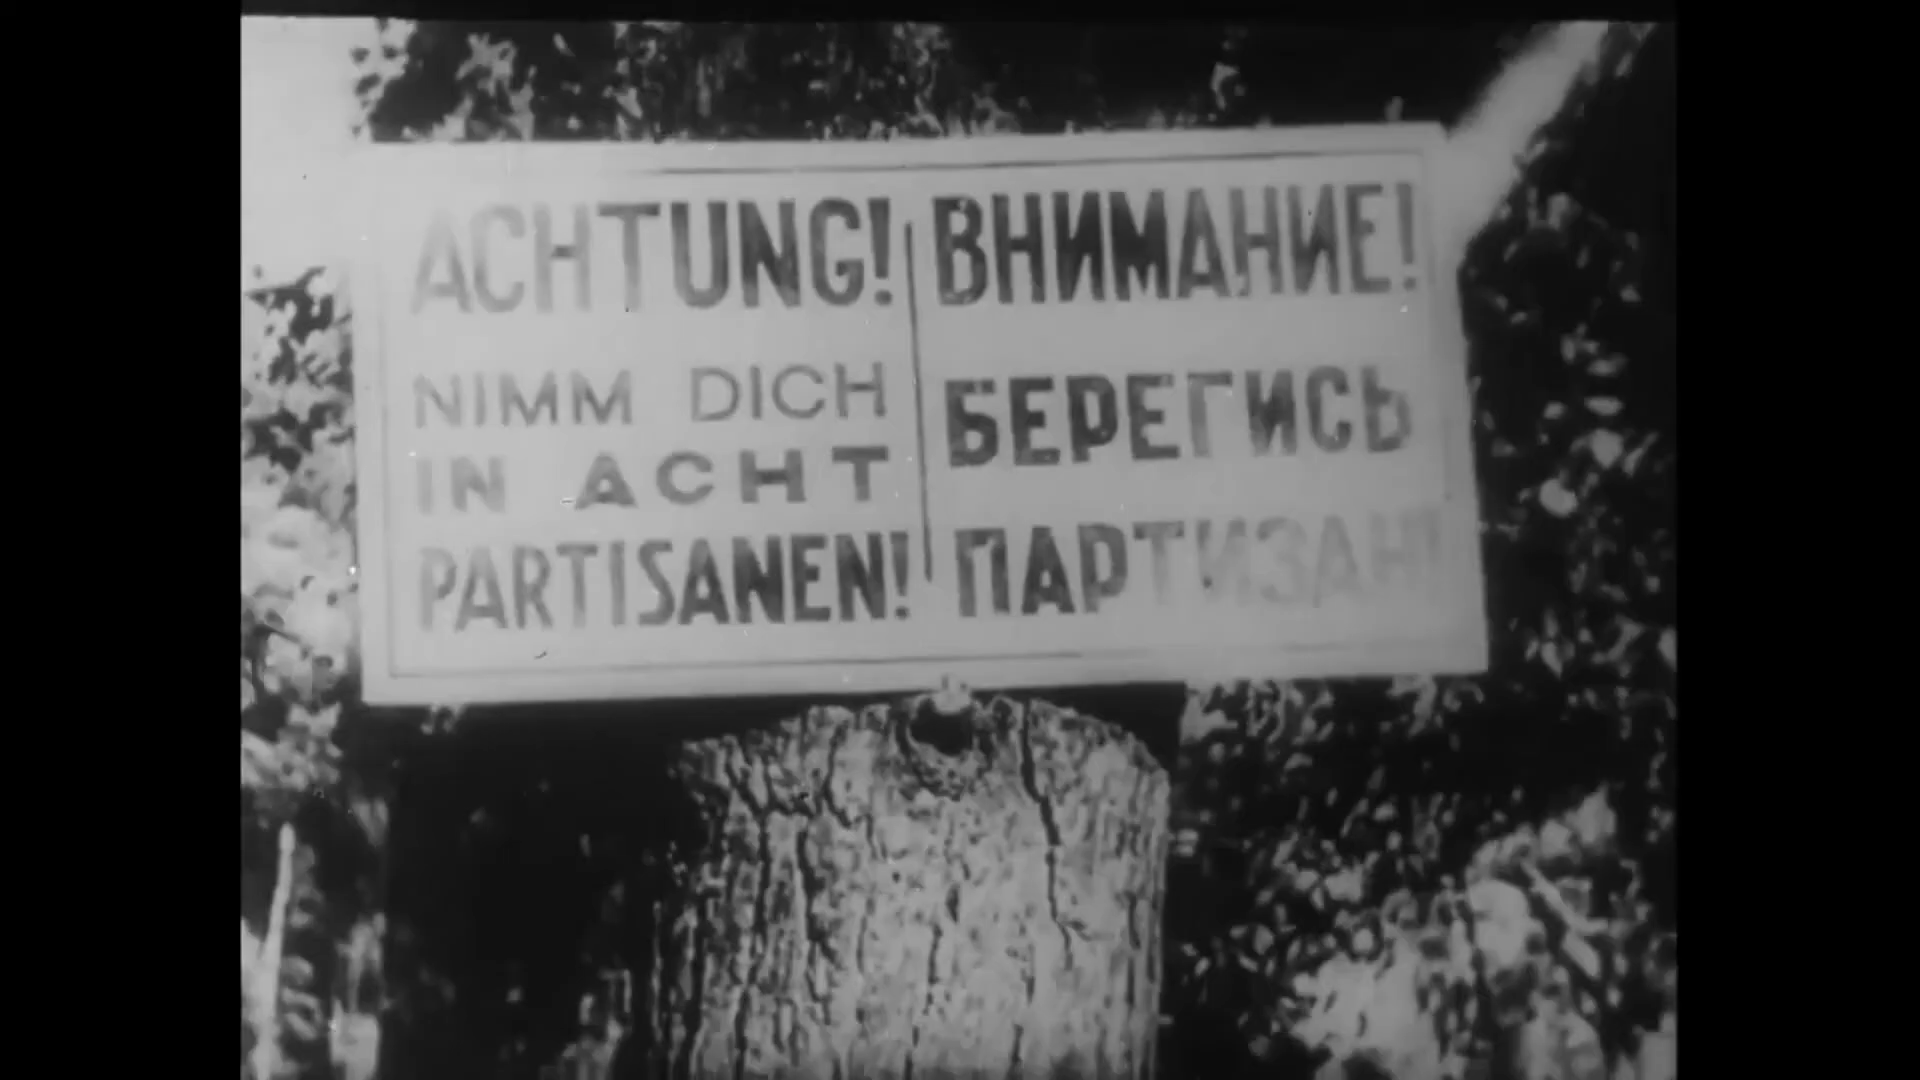 ACHTUNG!
NIMM DICH
IN ACHT
PARTISANEN!
ВНИМАНИЕ!
БЕРЕГИСЬ
ПАРТИЗАН!